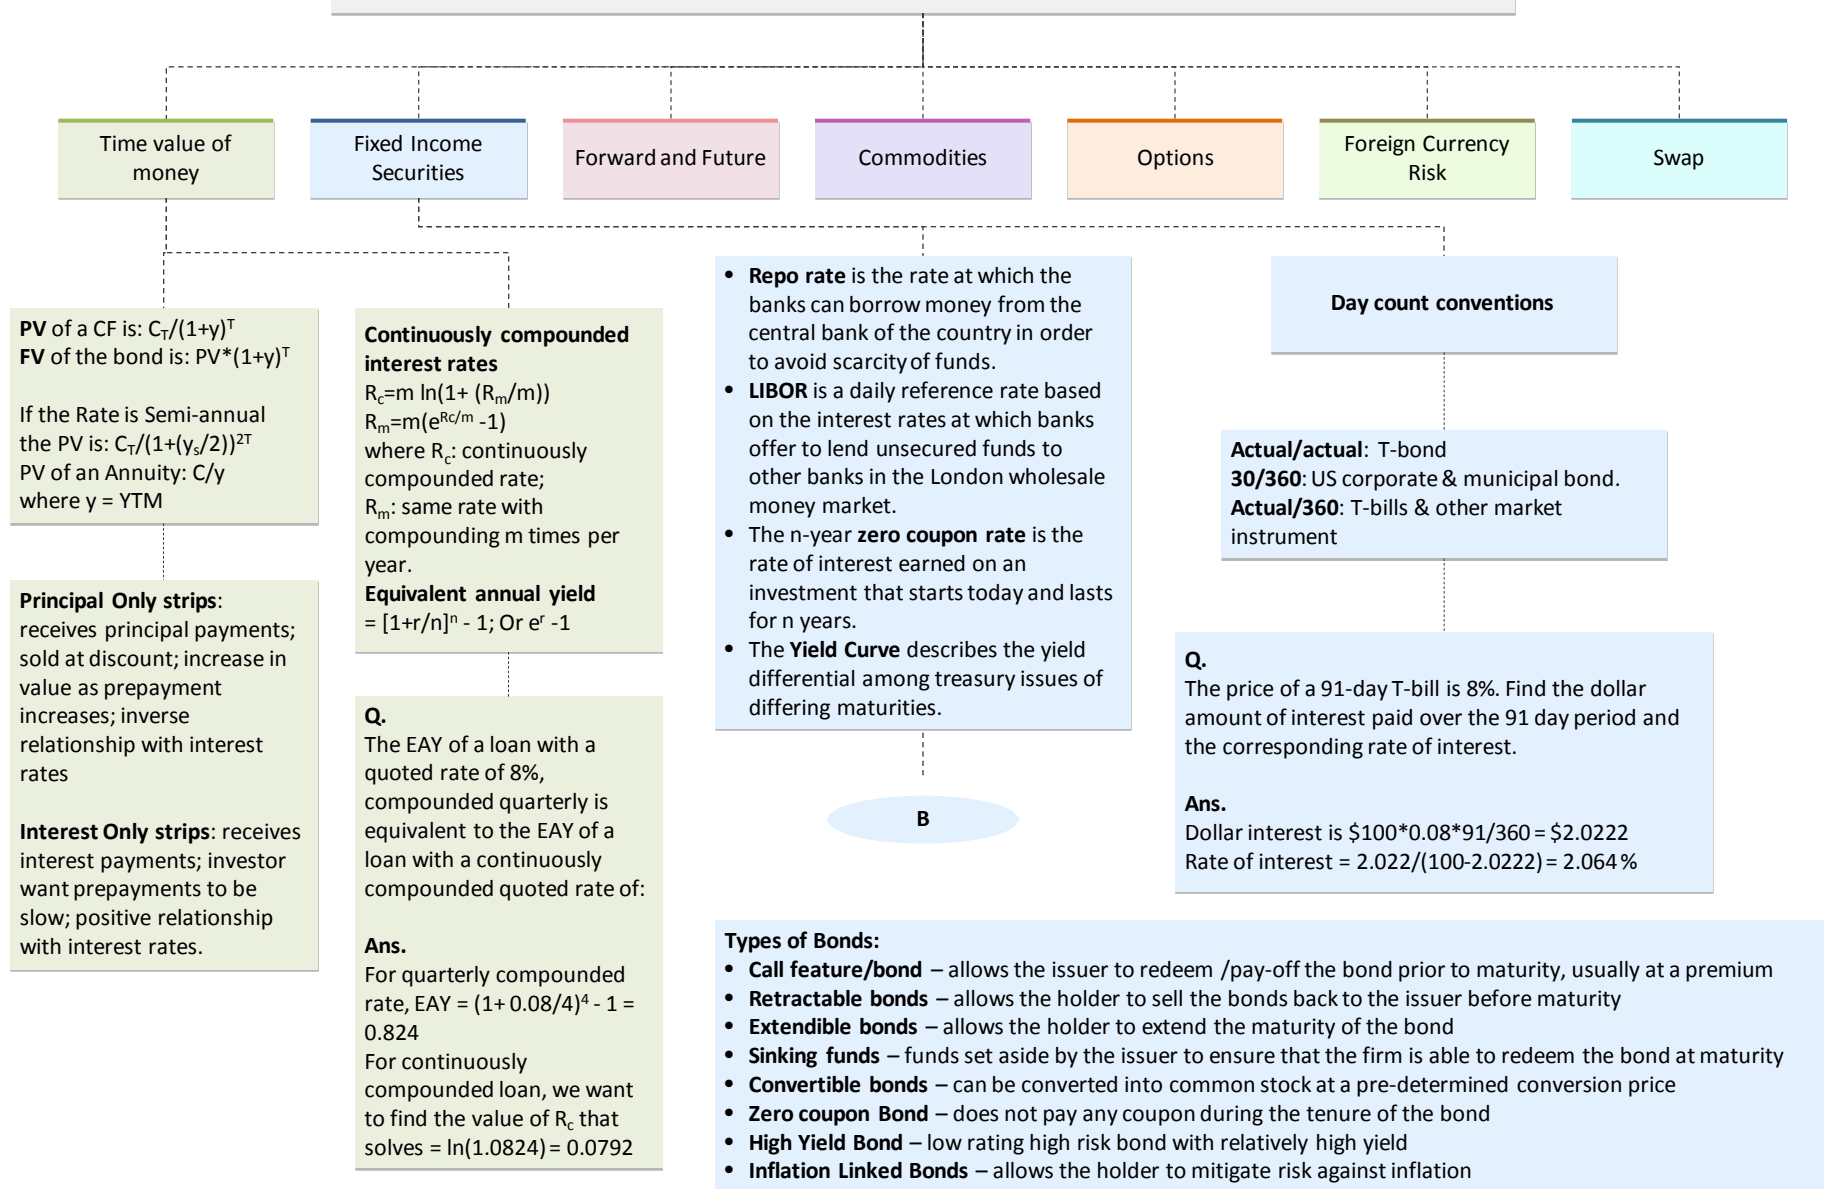 Time value of
money
Fixed Income
Securities
Forward and Future
Commodities
Options
Foreign Currency
Risk
Swap
PV of a CF is: C_T/(1+y)^T
FV of the bond is: PV*(1+y)^T
If the Rate is Semi-annual
the PV is: C_T/(1+(y_s/2))^2T
PV of an Annuity: C/y
where y = YTM
Principal Only strips:
receives principal payments;
sold at discount; increase in
value as prepayment
increases; inverse
relationship with interest
rates
Interest Only strips: receives
interest payments; investor
want prepayments to be
slow; positive relationship
with interest rates.
Continuously compounded
interest rates
R_c=m ln(1+ (R_m/m))
R_m=m(e^Rc/m -1)
where R_c: continuously
compounded rate;
R_m: same rate with
compounding m times per
year.
Equivalent annual yield
= [1+r/n]^n - 1; Or e^r -1
Q.
The EAY of a loan with a
quoted rate of 8%,
compounded quarterly is
equivalent to the EAY of a
loan with a continuously
compounded quoted rate of:
Ans.
For quarterly compounded
rate, EAY = (1+ 0.08/4)^4 - 1 =
0.824
For continuously
compounded loan, we want
to find the value of R_c that
solves = ln(1.0824) = 0.0792
• Repo rate is the rate at which the
banks can borrow money from the
central bank of the country in order
to avoid scarcity of funds.
• LIBOR is a daily reference rate based
on the interest rates at which banks
offer to lend unsecured funds to
other banks in the London wholesale
money market.
• The n-year zero coupon rate is the
rate of interest earned on an
investment that starts today and lasts
for n years.
• The Yield Curve describes the yield
differential among treasury issues of
differing maturities.
B
Day count conventions
Actual/actual: T-bond
30/360: US corporate & municipal bond.
Actual/360: T-bills & other market
instrument
Q.
The price of a 91-day T-bill is 8%. Find the dollar
amount of interest paid over the 91 day period and
the corresponding rate of interest.
Ans.
Dollar interest is $100*0.08*91/360 = $2.0222
Rate of interest = 2.022/(100-2.0222) = 2.064 %
Types of Bonds:
• Call feature/bond – allows the issuer to redeem /pay-off the bond prior to maturity, usually at a premium
• Retractable bonds – allows the holder to sell the bonds back to the issuer before maturity
• Extendible bonds – allows the holder to extend the maturity of the bond
• Sinking funds – funds set aside by the issuer to ensure that the firm is able to redeem the bond at maturity
• Convertible bonds – can be converted into common stock at a pre-determined conversion price
• Zero coupon Bond – does not pay any coupon during the tenure of the bond
• High Yield Bond – low rating high risk bond with relatively high yield
• Inflation Linked Bonds – allows the holder to mitigate risk against inflation